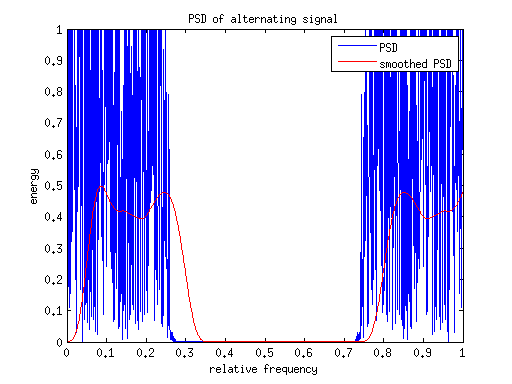 PSD of alternating signal
PSD
smoothed PSD
1
0.9
0.8
0.7
0.6
0.5
0.4
0.3
0.2
0.1
0
energy
0 0.1 0.2 0.3 0.4 0.5 0.6 0.7 0.8 0.9 1
relative frequency